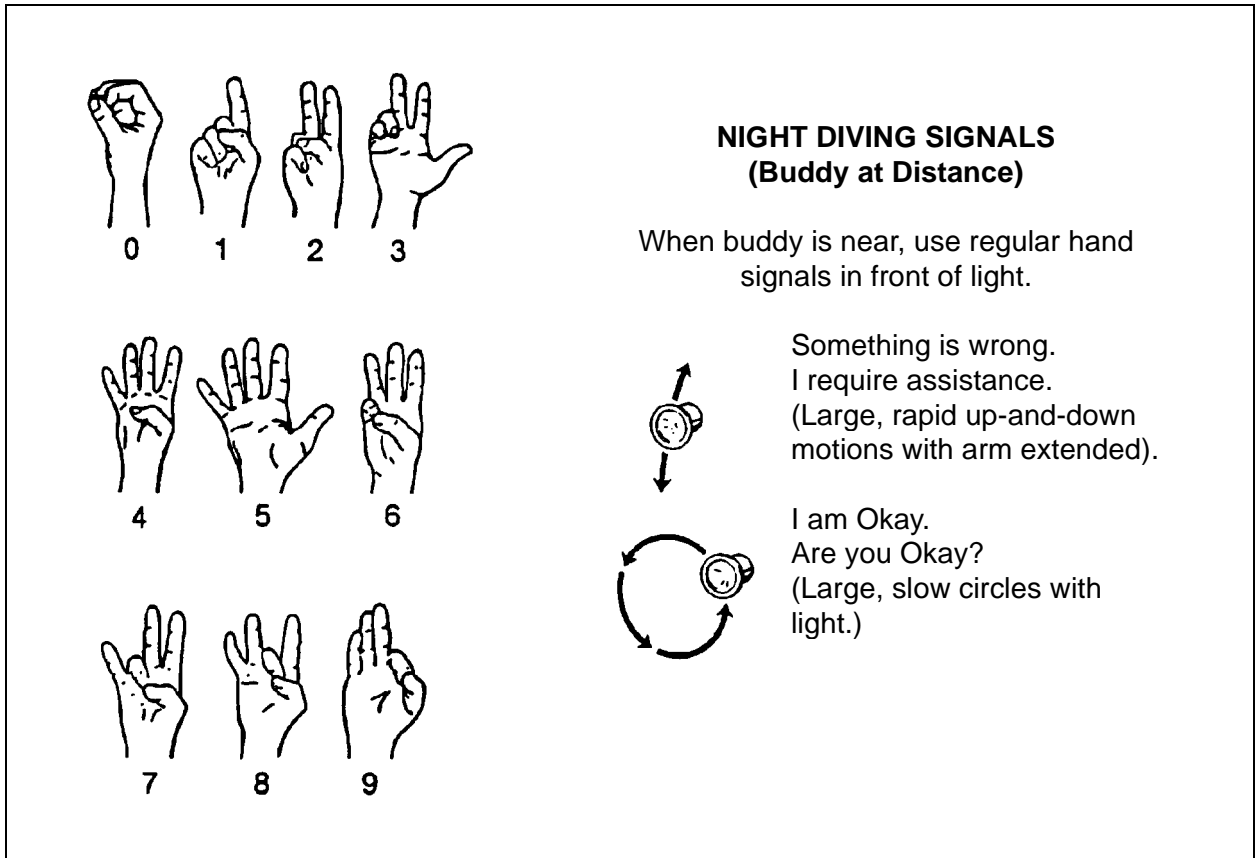 0 1 2 3
4 5 6
7 8 9
NIGHT DIVING SIGNALS
(Buddy at Distance)
When buddy is near, use regular hand
signals in front of light.
Something is wrong.
I require assistance.
(Large, rapid up-and-down
motions with arm extended).
I am Okay.
Are you Okay?
(Large, slow circles with
light.)